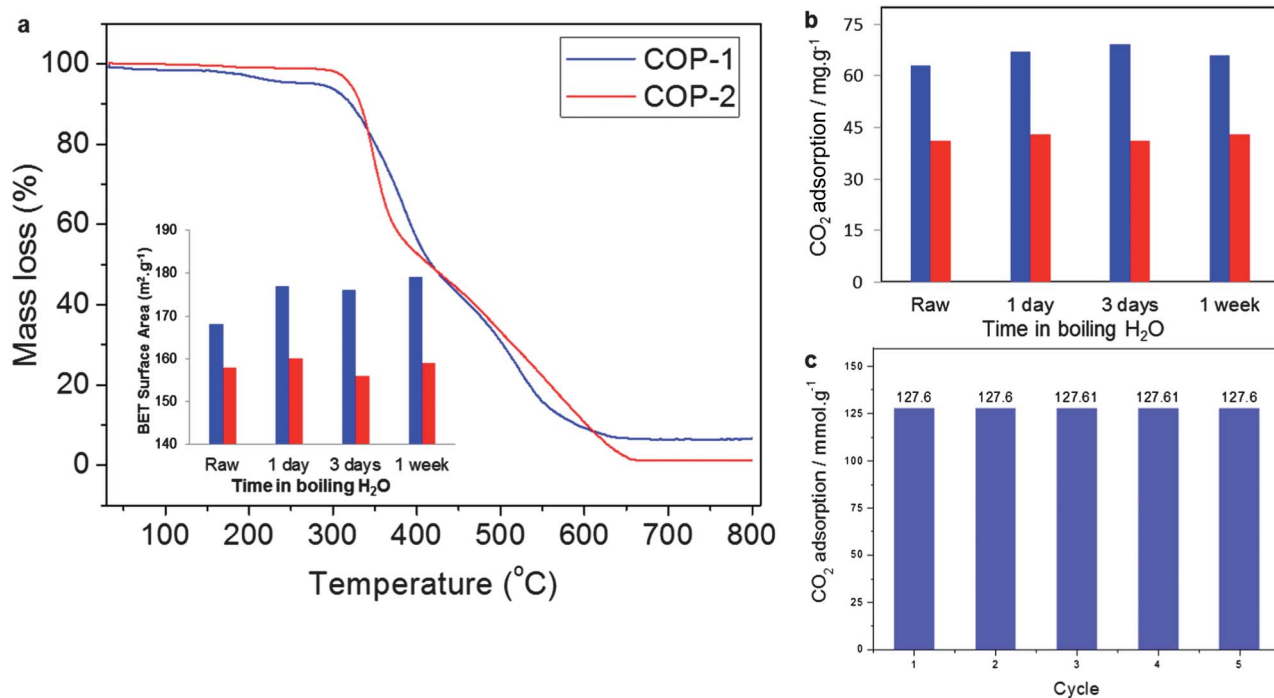 a
Mass loss (%)
100
80
60
40
20
0
COP-1
COP-2
BET Surface Area (m².g⁻¹)
190
180
170
160
150
140
Raw 1 day 3 days 1 week
Time in boiling H₂O
100 200 300 400 500 600 700 800
Temperature (°C)
b
CO₂ adsorption / mg.g⁻¹
75
60
45
30
15
0
Raw 1 day 3 days 1 week
Time in boiling H₂O
c
CO₂ adsorption / mmol.g⁻¹
150
125
100
75
50
25
0
127.6 127.6 127.61 127.61 127.6
1 2 3 4 5
Cycle